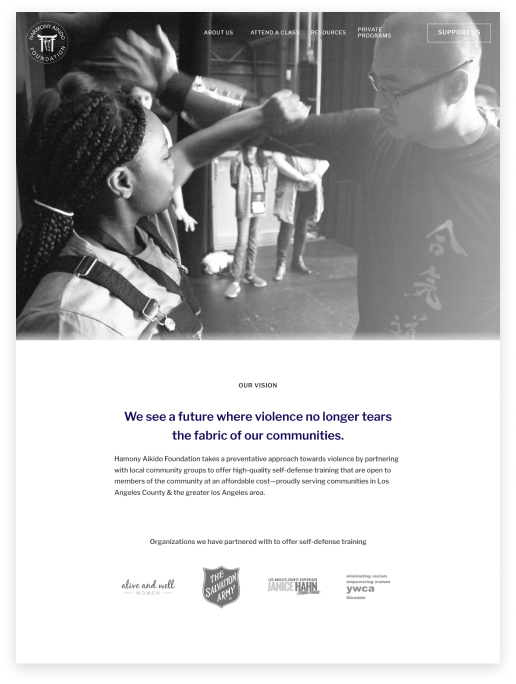 HAMONY AIKIDO
FOUNDATION
ABOUT US
ATTEND A CLASS
RESOURCES
PRIVATE
PROGRAMS
SUPPORT US
OUR VISION
We see a future where violence no longer tears
the fabric of our communities.
Hamony Aikido Foundation takes a preventative approach towards violence by partnering
with local community groups to offer high-quality self-defense training that are open to
members of the community at an affordable cost—proudly serving communities in Los
Angeles County & the greater los Angeles area.
Organizations we have partnered with to offer self-defense training
alive and well
WOMEN
THE
SALVATION
ARMY
LOS ANGELES COUNTY SUPERVISOR
JANICE HAHN
eliminating racism
empowering women
ywca
Glendale